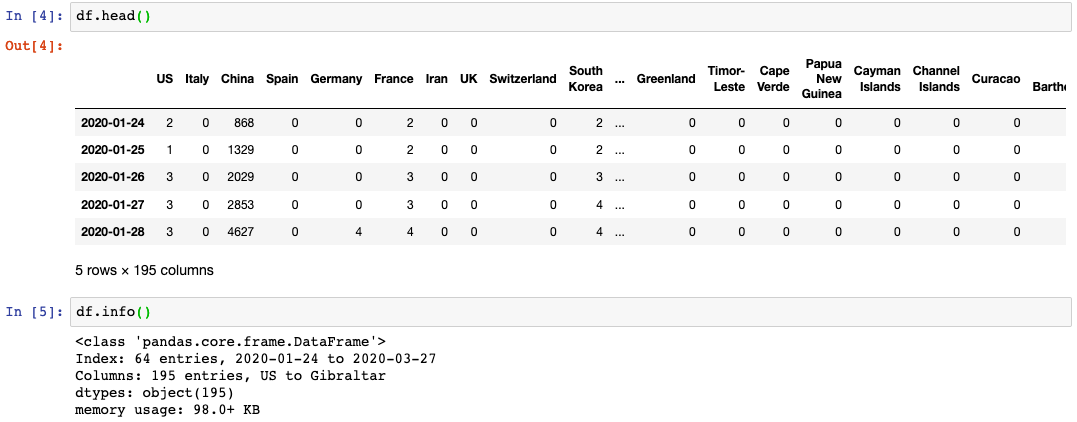 In [4]: df.head()
Out[4]:
US Italy China Spain Germany France Iran UK Switzerland South Korea ... Greenland Timor-Leste Cape Verde Papua New Guinea Cayman Islands Channel Islands Curacao
2020-01-24 2 0 868 0 0 2 0 0 0 2 ... 0 0 0 0 0 0 0
2020-01-25 1 0 1329 0 0 2 0 0 0 2 ... 0 0 0 0 0 0 0
2020-01-26 3 0 2029 0 0 3 0 0 0 3 ... 0 0 0 0 0 0 0
2020-01-27 3 0 2853 0 0 3 0 0 0 4 ... 0 0 0 0 0 0 0
2020-01-28 3 0 4627 0 4 4 0 0 0 4 ... 0 0 0 0 0 0 0
5 rows × 195 columns
In [5]: df.info()
<class 'pandas.core.frame.DataFrame'>
Index: 64 entries, 2020-01-24 to 2020-03-27
Columns: 195 entries, US to Gibraltar
dtypes: object(195)
memory usage: 98.0+ KB